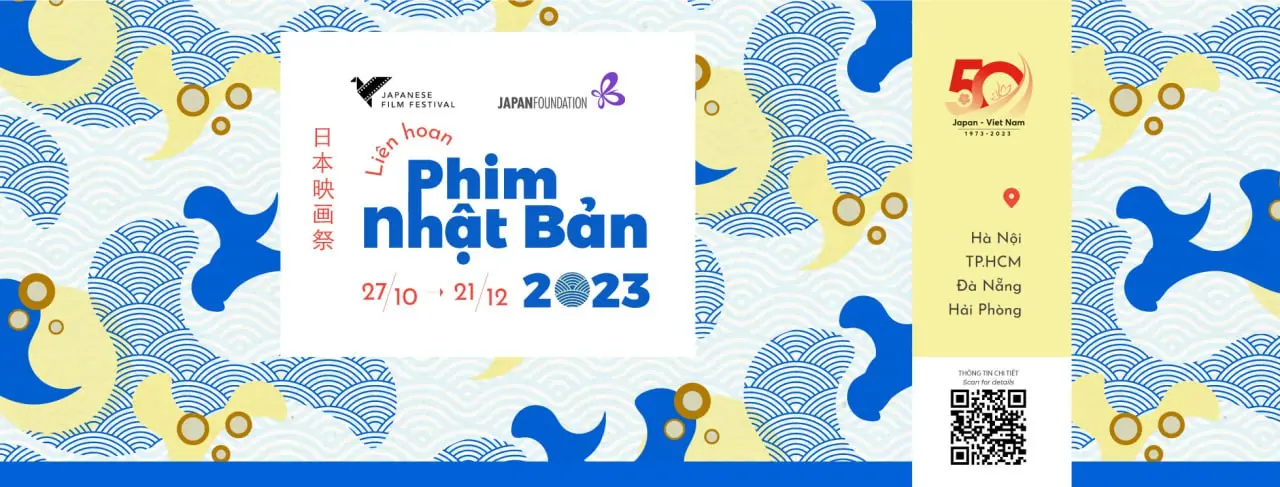 JAPANESE
FILM FESTIVAL
JAPANFOUNDATION
日本映画祭
Liên hoan
Phim
Nhật Bản
27/10 → 21/12 2023
50
Japan - Viet Nam
1973-2023
Hà Nội
TP.HCM
Đà Nẵng
Hải Phòng
THÔNG TIN CHI TIẾT
Scan for details